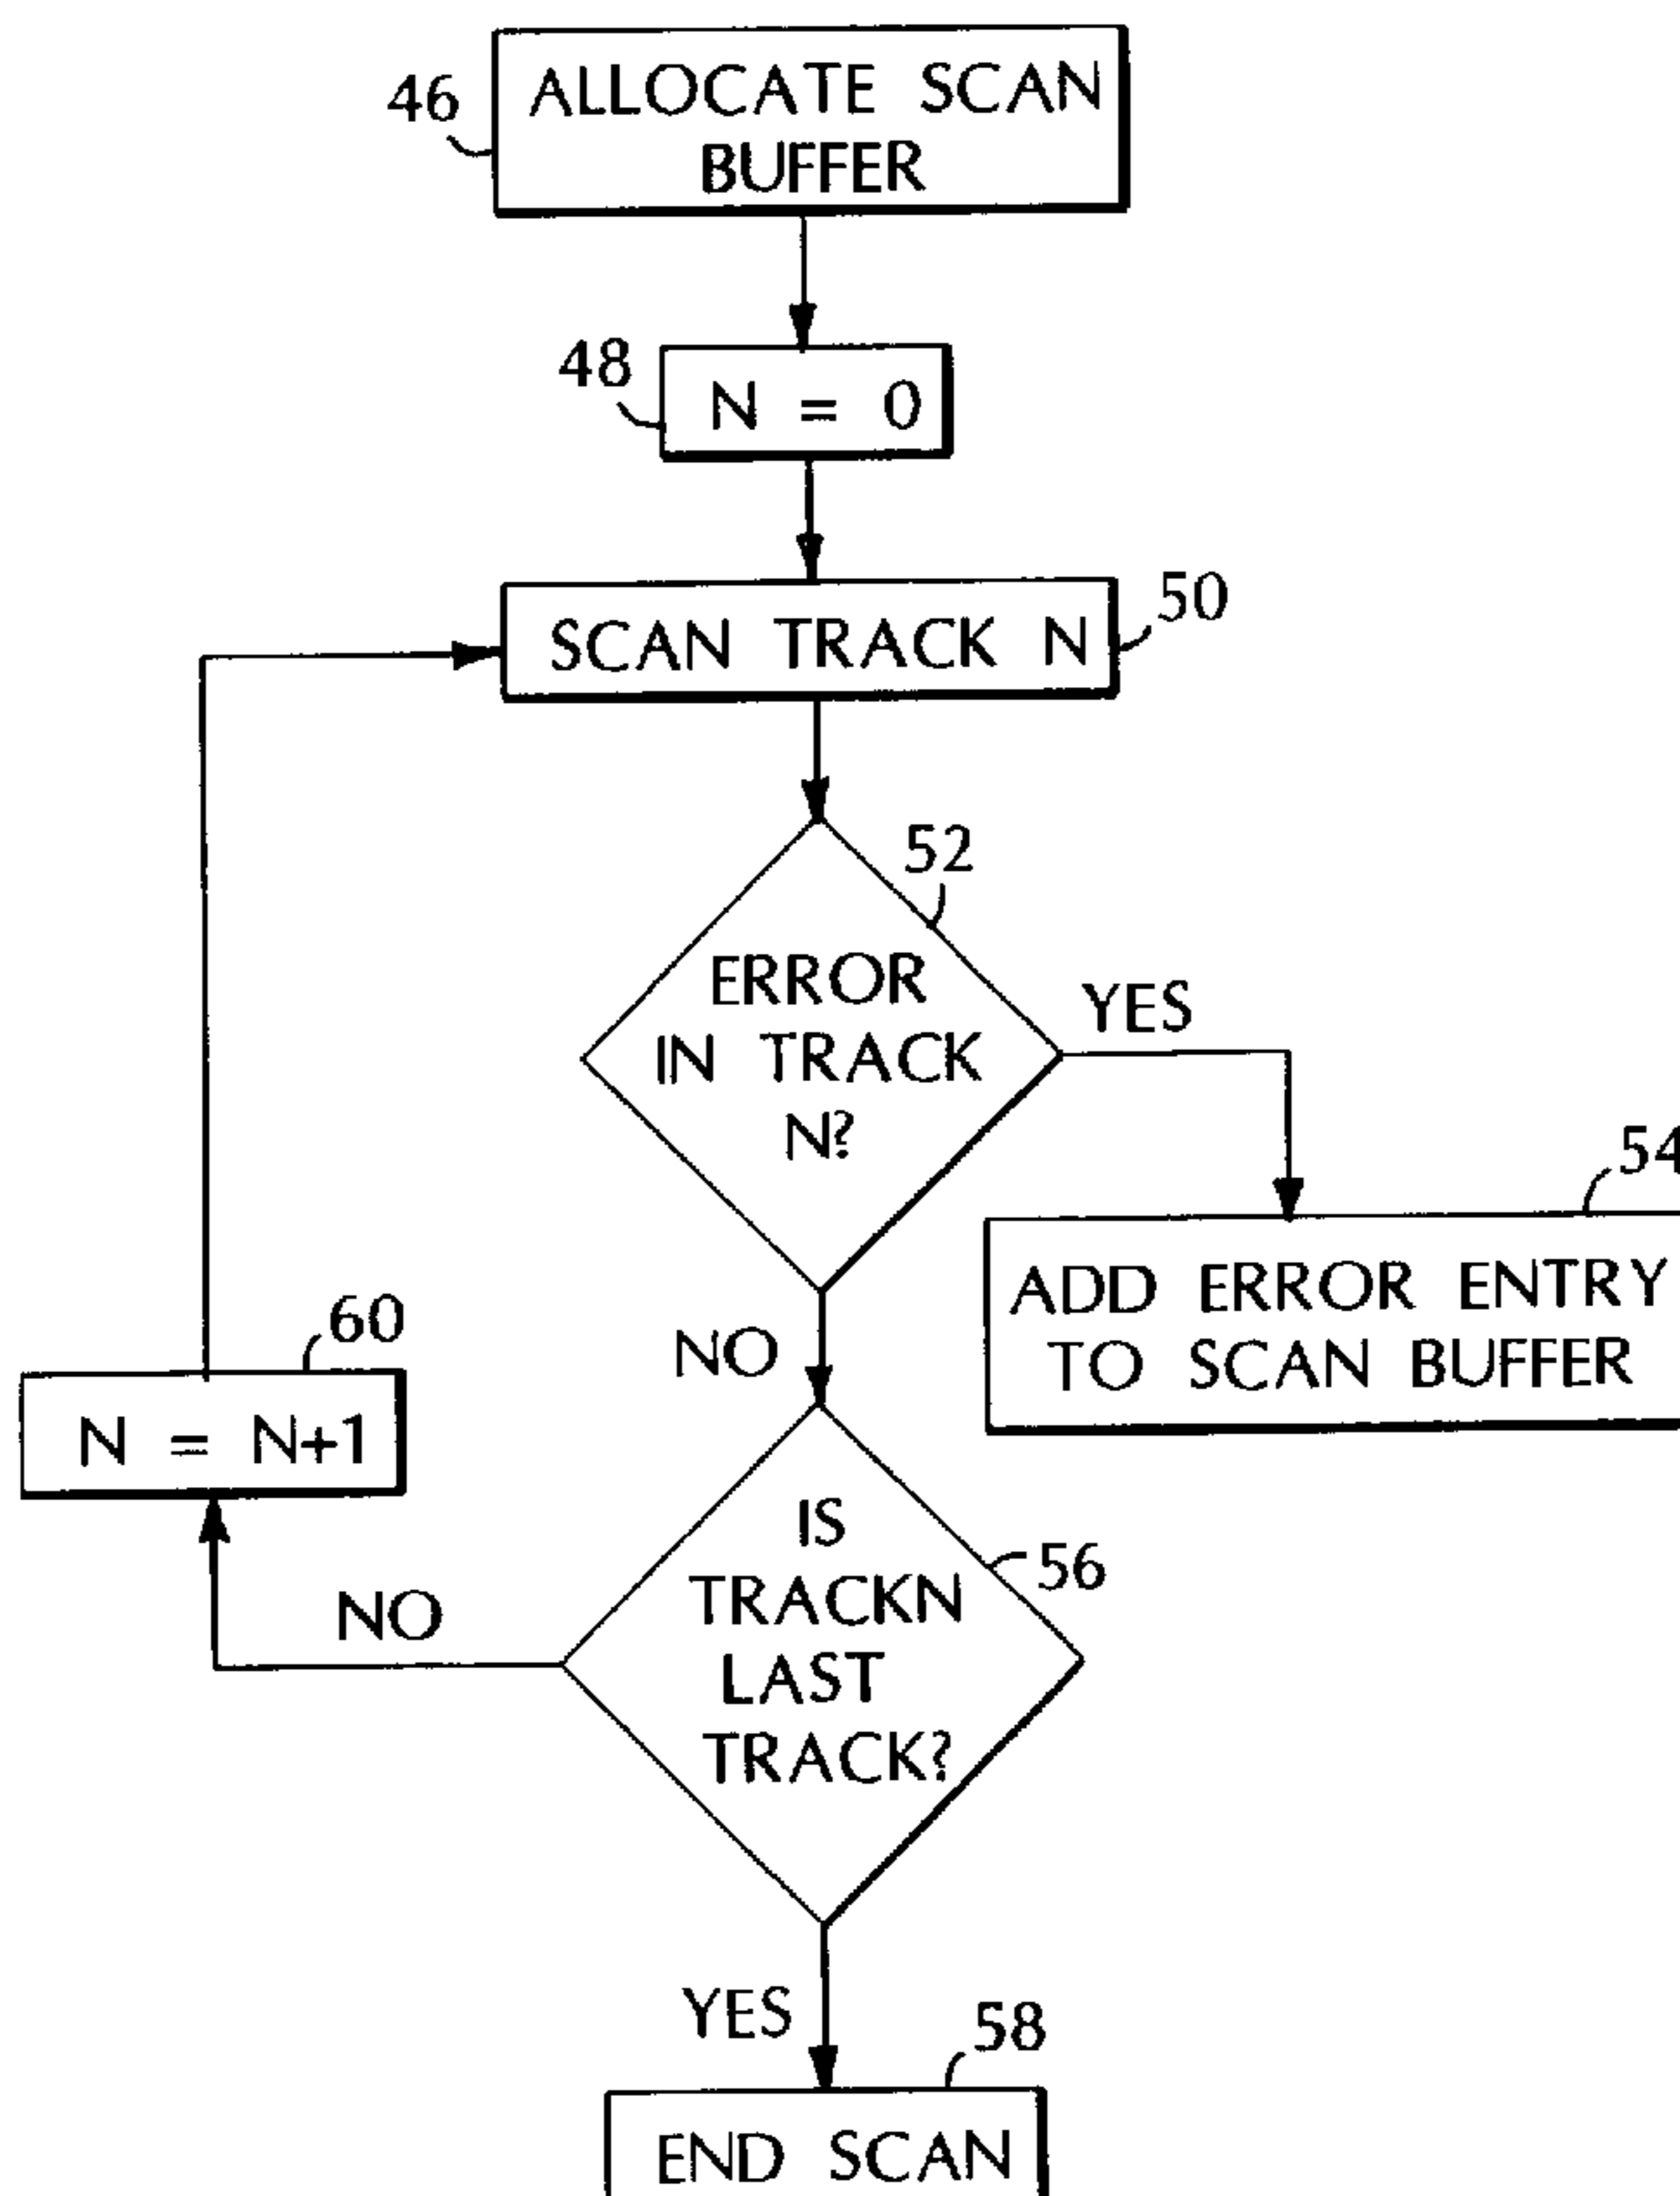 46
ALLOCATE SCAN
BUFFER
48
N = 0
50
SCAN TRACK N
52
ERROR
IN TRACK
N?
YES
54
ADD ERROR ENTRY
TO SCAN BUFFER
NO
60
N = N+1
IS
TRACKN
LAST
TRACK?
56
NO
YES
58
END SCAN